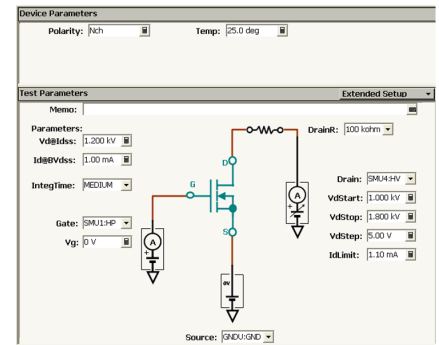 Device Parameters
Polarity: Nch Temp: 25.0 deg
Test Parameters Extended Setup
Memo:
Parameters:
Vd@Idss: 1.200 kV
Id@BVdss: 1.00 mA
IntegTime: MEDIUM
Gate: SMU1:HP
Vg: 0 V
DrainR: 100 kohm
D
G
S
A
+
A
+
0V
Drain: SMU4:HV
VdStart: 1.000 kV
VdStop: 1.800 kV
VdStep: 5.00 V
IdLimit: 1.10 mA
Source: GNDU:GND